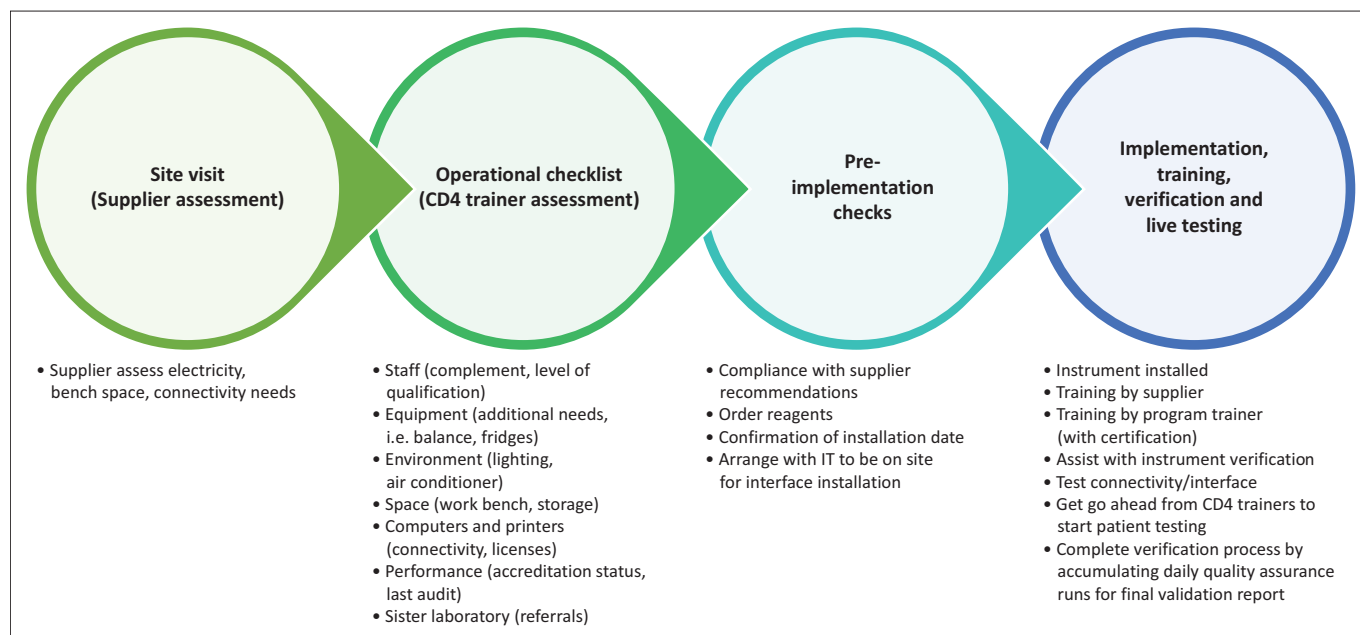 Site visit
(Supplier assessment)
• Supplier assess electricity,
bench space, connectivity needs
Operational checklist
(CD4 trainer assessment)
• Staff (complement, level of
qualification)
• Equipment (additional needs,
i.e. balance, fridges)
• Environment (lighting,
air conditioner)
• Space (work bench, storage)
• Computers and printers
(connectivity, licenses)
• Performance (accreditation status,
last audit)
• Sister laboratory (referrals)
Pre-
implementation
checks
• Compliance with supplier
recommendations
• Order reagents
• Confirmation of installation date
• Arrange with IT to be on site
for interface installation
Implementation,
training,
verification and
live testing
• Instrument installed
• Training by supplier
• Training by program trainer
(with certification)
• Assist with instrument verification
• Test connectivity/interface
• Get go ahead from CD4 trainers to
start patient testing
• Complete verification process by
accumulating daily quality assurance
runs for final validation report